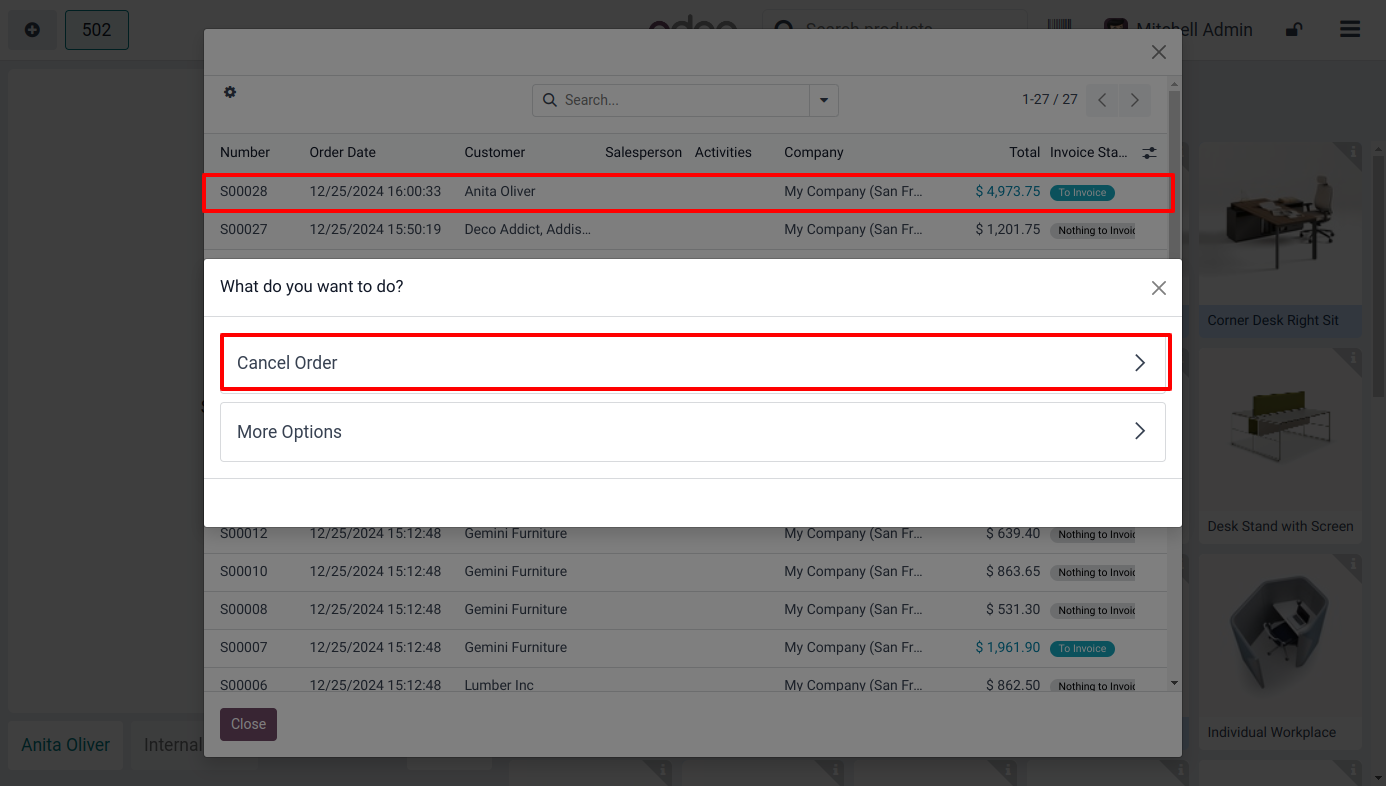 502
odoo
Search products
Mitchell Admin
Search...
1-27 / 27
Number Order Date Customer Salesperson Activities Company Total Invoice Sta...
S00028 12/25/2024 16:00:33 Anita Oliver My Company (San Fr... $ 4,973.75 To Invoice
S00027 12/25/2024 15:50:19 Deco Addict, Addis... My Company (San Fr... $ 1,201.75 Nothing to Invoic
What do you want to do?
Cancel Order
More Options
S00012 12/25/2024 15:12:48 Gemini Furniture My Company (San Fr... $ 639.40 Nothing to Invoic
S00010 12/25/2024 15:12:48 Gemini Furniture My Company (San Fr... $ 863.65 Nothing to Invoic
S00008 12/25/2024 15:12:48 Gemini Furniture My Company (San Fr... $ 531.30 Nothing to Invoic
S00007 12/25/2024 15:12:48 Gemini Furniture My Company (San Fr... $ 1,961.90 To Invoice
S00006 12/25/2024 15:12:48 Lumber Inc My Company (San Fr... $ 862.50 Nothing to Invoic
Close
Anita Oliver
Internal
Corner Desk Right Sit
Desk Stand with Screen
Individual Workplace